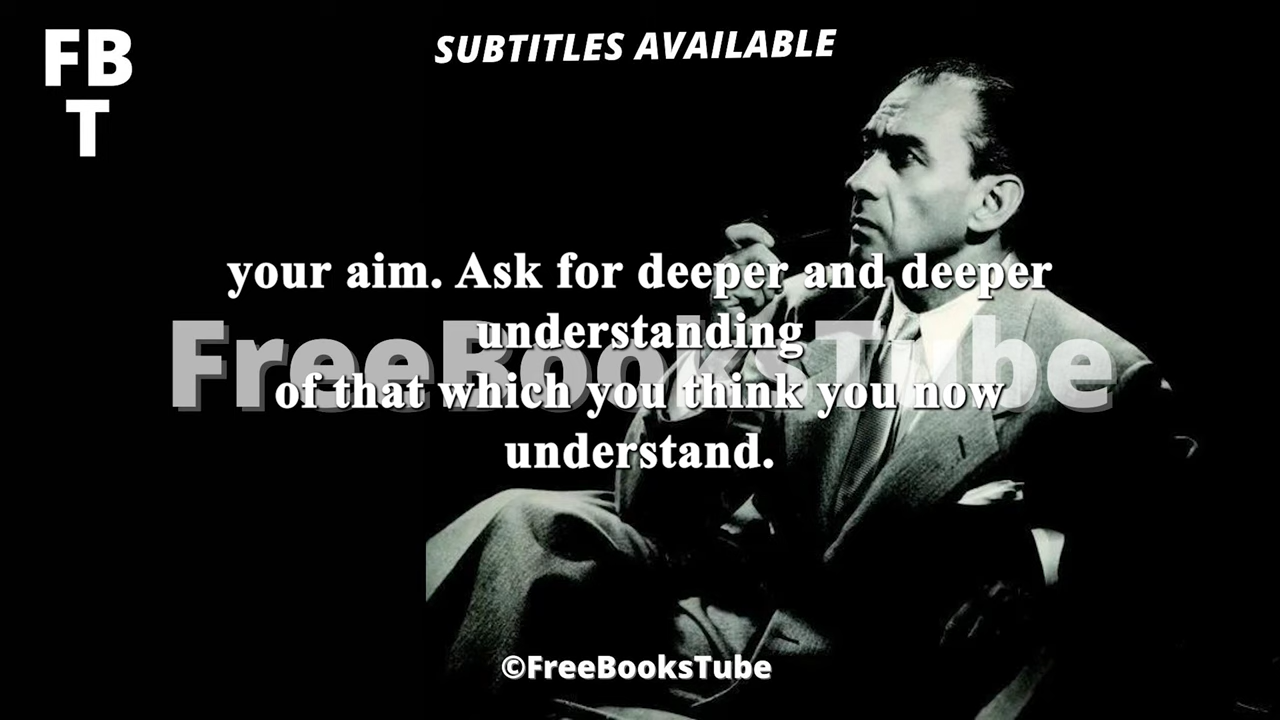 FB
T
SUBTITLES AVAILABLE
your aim. Ask for deeper and deeper
understanding
FreeBooksTube
of that which you think you now
understand.
©FreeBooksTube